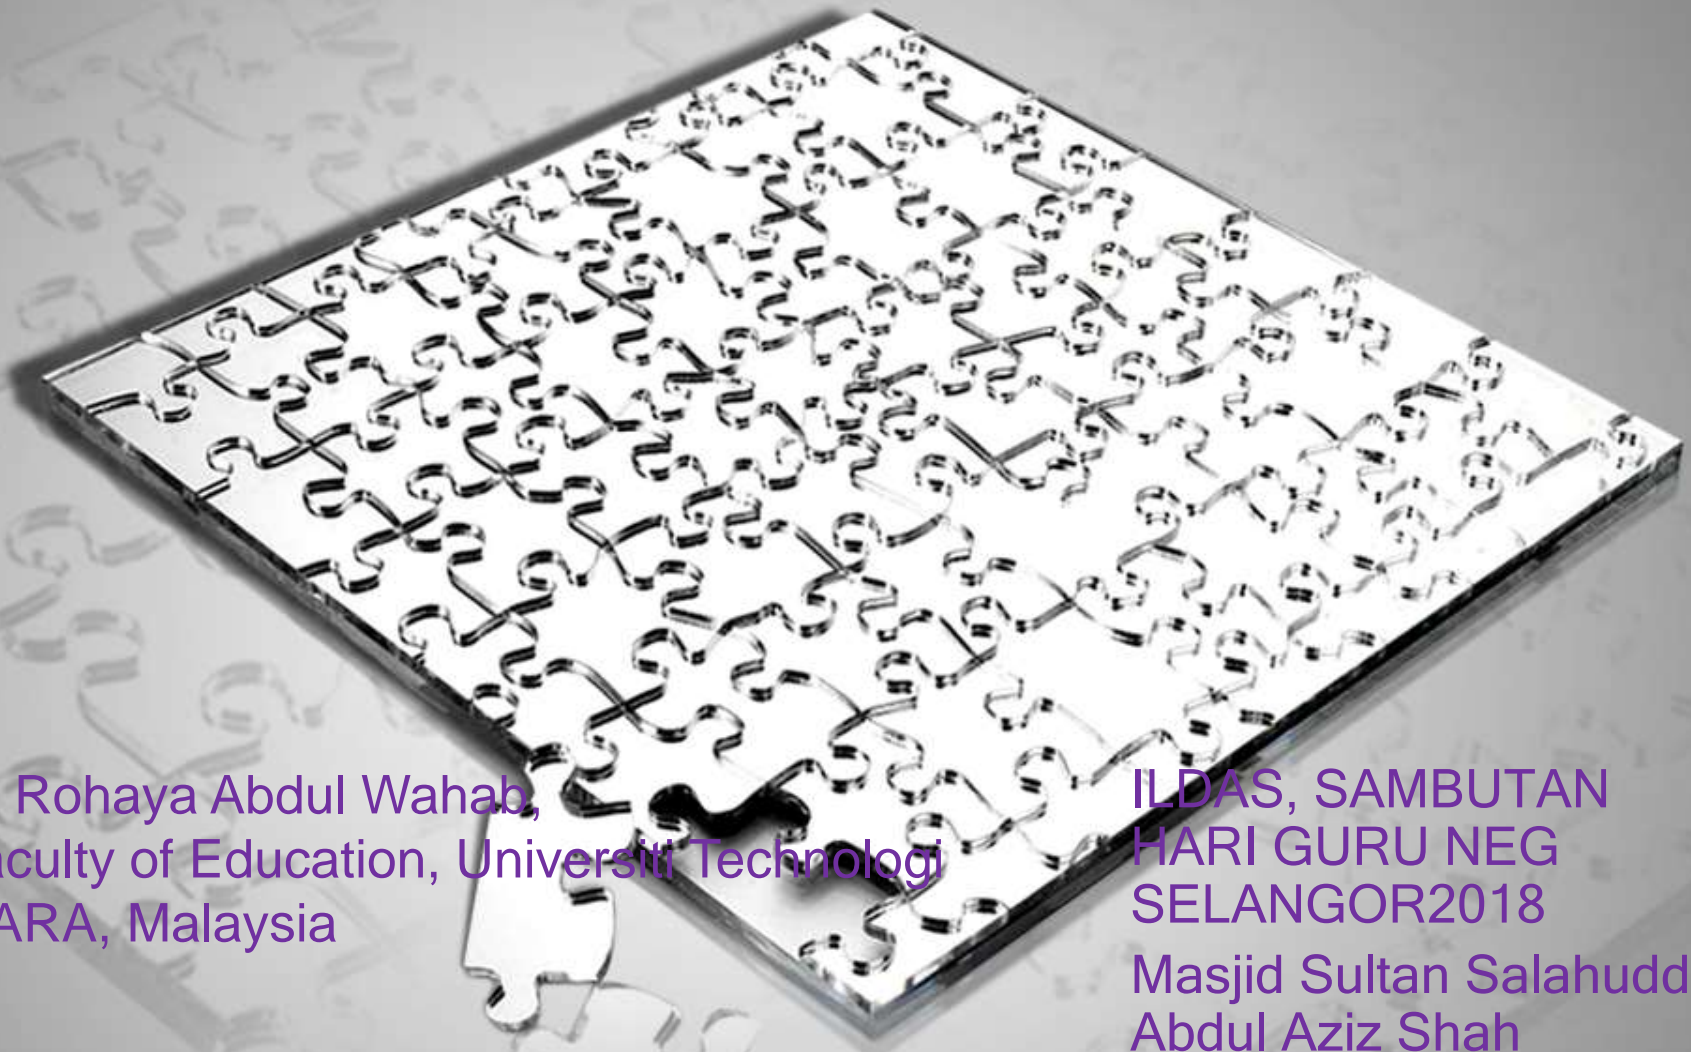 Rohaya Abdul Wahab,
aculty of Education, Universiti Technologi
ARA, Malaysia
ILDAS, SAMBUTAN
HARI GURU NEG
SELANGOR2018
Masjid Sultan Salahudd
Abdul Aziz Shah